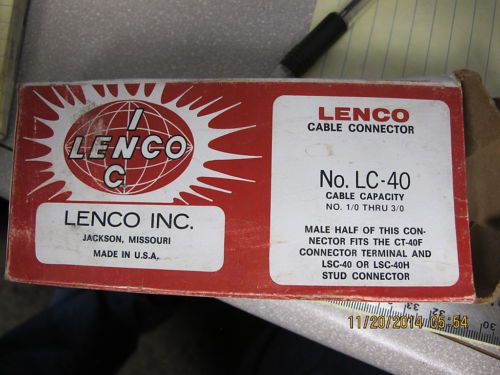 INC
LENCO
LENCO INC.
JACKSON, MISSOURI
MADE IN U.S.A.
LENCO
CABLE CONNECTOR
No. LC-40
CABLE CAPACITY
NO. 1/0 THRU 3/0
MALE HALF OF THIS CON-
NECTOR FITS THE CT-40F
CONNECTOR TERMINAL AND
LSC-40 OR LSC-40H
STUD CONNECTOR
30
11/20/2014 05:54